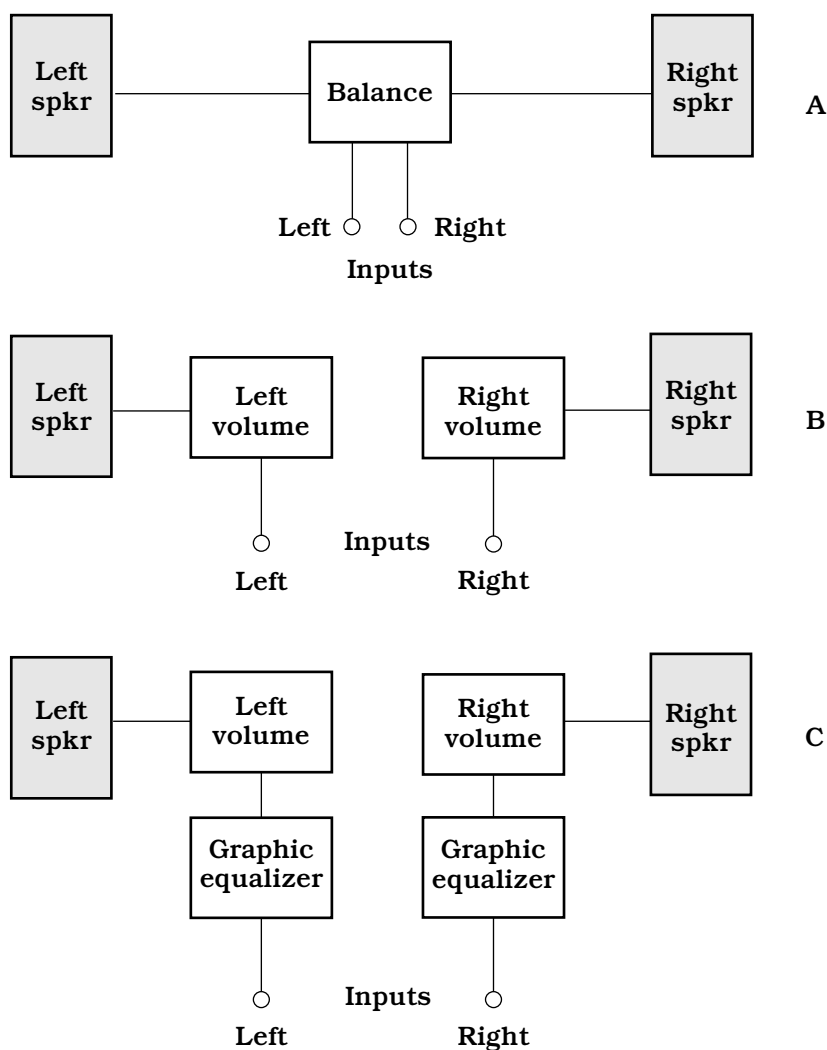 Left
spkr
Balance
Right
spkr
A
Left
Right
Inputs
Left
spkr
Left
volume
Right
volume
Right
spkr
B
Inputs
Left
Right
Left
spkr
Left
volume
Right
volume
Right
spkr
C
Graphic
equalizer
Graphic
equalizer
Inputs
Left
Right